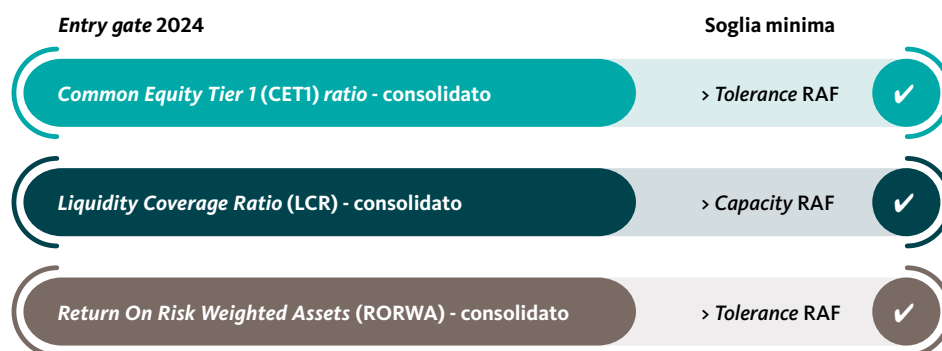 Entry gate 2024 Soglia minima
Common Equity Tier 1 (CET1) ratio - consolidato > Tolerance RAF ✔
Liquidity Coverage Ratio (LCR) - consolidato > Capacity RAF ✔
Return On Risk Weighted Assets (RORWA) - consolidato > Tolerance RAF ✔